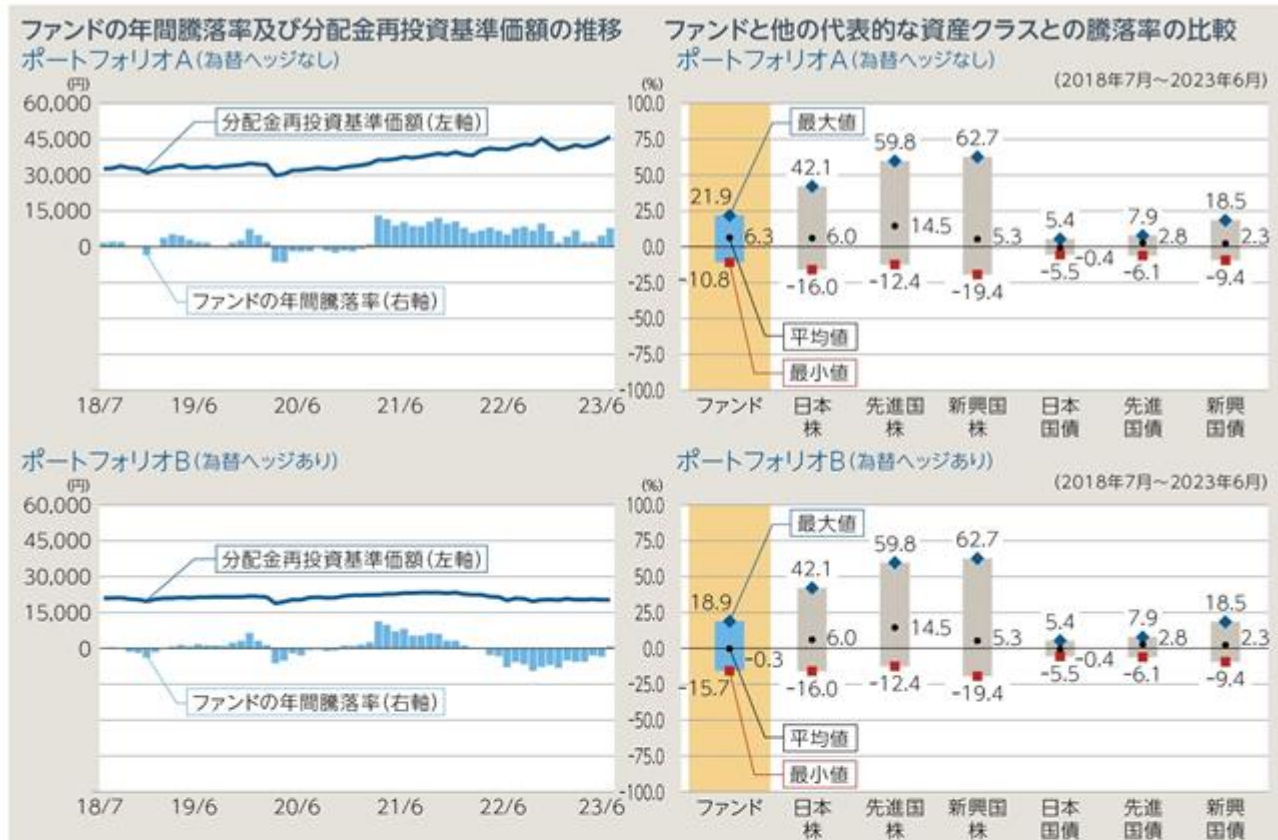 ファンドの年間騰落率及び分配金再投資基準価額の推移
ポートフォリオA(為替ヘッジなし)
(円)
60,000
45,000
30,000
15,000
0
分配金再投資基準価額(左軸)
ファンドの年間騰落率(右軸)
(%)
100.0
75.0
50.0
25.0
0.0
-25.0
-50.0
-75.0
-100.0
18/7 19/6 20/6 21/6 22/6 23/6
ファンドと他の代表的な資産クラスとの騰落率の比較
ポートフォリオA(為替ヘッジなし)
(2018年7月～2023年6月)
最大値
21.9 42.1 59.8 62.7 5.4 7.9 18.5
6.3 6.0 14.5 5.3 -0.4 2.8 2.3
-10.8 -16.0 -12.4 -19.4 -5.5 -6.1 -9.4
平均値
最小値
ファンド 日本株 先進国株 新興国株 日本国債 先進国債 新興国債
ポートフォリオB(為替ヘッジあり)
(円)
60,000
45,000
30,000
15,000
0
分配金再投資基準価額(左軸)
ファンドの年間騰落率(右軸)
(%)
100.0
75.0
50.0
25.0
0.0
-25.0
-50.0
-75.0
-100.0
18/7 19/6 20/6 21/6 22/6 23/6
ポートフォリオB(為替ヘッジあり)
(2018年7月～2023年6月)
最大値
18.9 42.1 59.8 62.7 5.4 7.9 18.5
-0.3 6.0 14.5 5.3 -0.4 2.8 2.3
-15.7 -16.0 -12.4 -19.4 -5.5 -6.1 -9.4
平均値
最小値
ファンド 日本株 先進国株 新興国株 日本国債 先進国債 新興国債